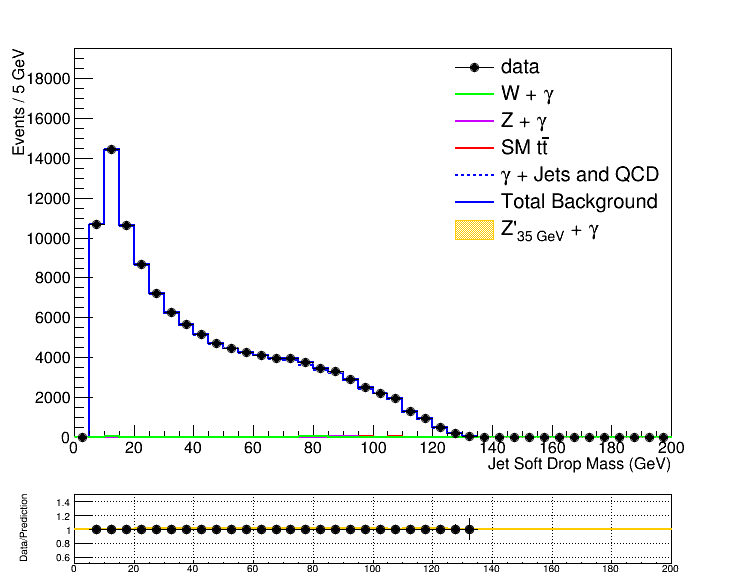 Events / 5 GeV
18000
16000
14000
12000
10000
8000
6000
4000
2000
0
0 20 40 60 80 100 120 140 160 180 200
Jet Soft Drop Mass (GeV)
data
W + γ
Z + γ
SM tt̄
γ + Jets and QCD
Total Background
Z'35 GeV + γ
Data/Prediction
1.4
1.2
1
0.8
0.6
0 20 40 60 80 100 120 140 160 180 200